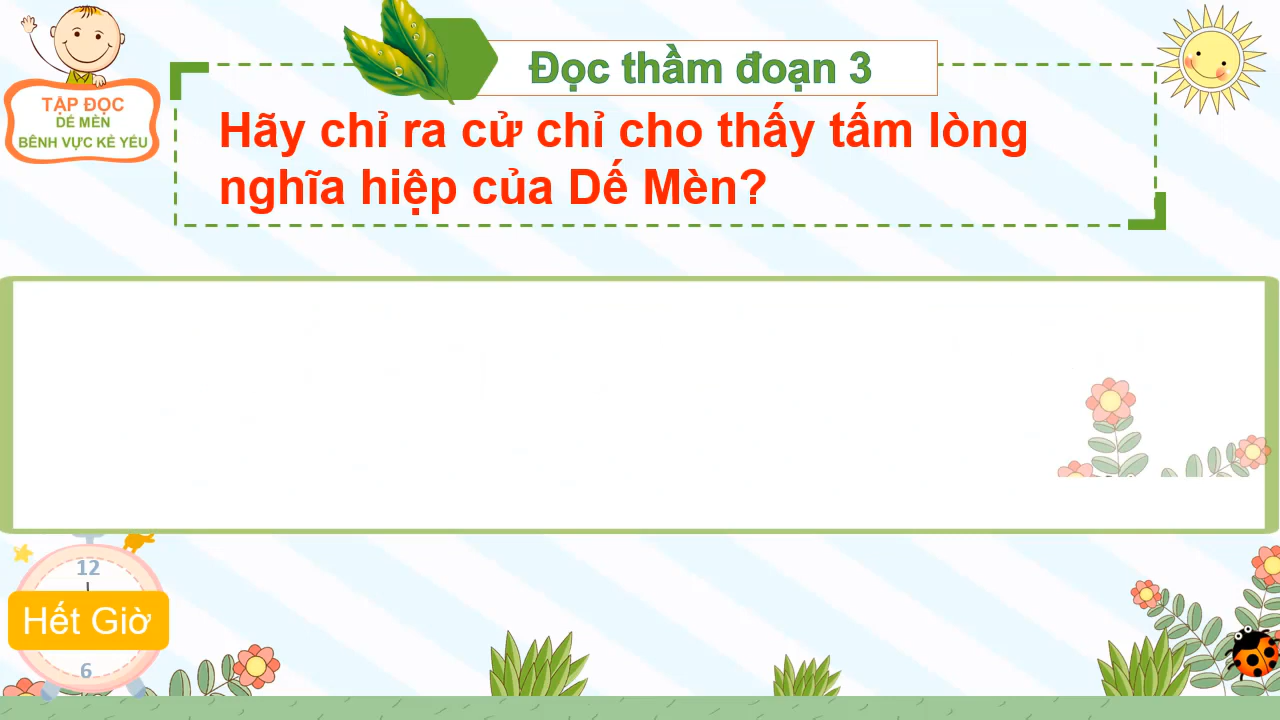 TẬP ĐỌC
DẾ MÈN
BÊNH VỰC KẺ YẾU
Đọc thầm đoạn 3
Hãy chỉ ra cử chỉ cho thấy tấm lòng
nghĩa hiệp của Dế Mèn?
12
Hết Giờ
6